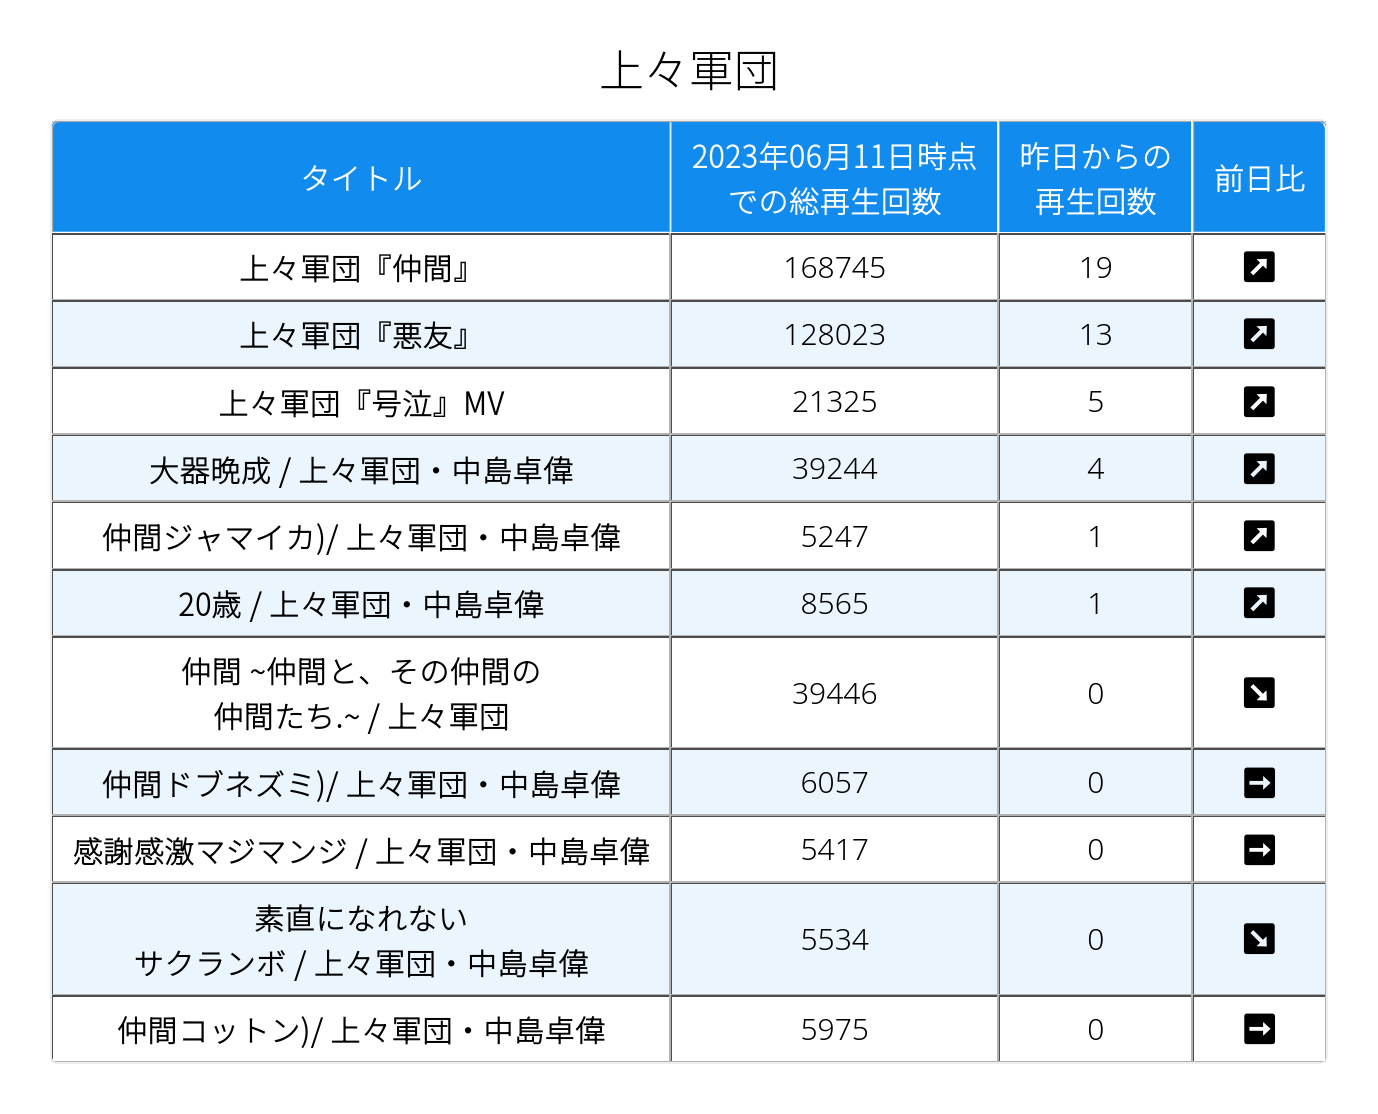 上々軍団
タイトル
2023年06月11日時点
での総再生回数
昨日からの
再生回数
前日比
上々軍団『仲間』 168745 19 ↗
上々軍団『悪友』 128023 13 ↗
上々軍団『号泣』MV 21325 5 ↗
大器晩成 / 上々軍団・中島卓偉 39244 4 ↗
仲間ジャマイカ)/ 上々軍団・中島卓偉 5247 1 ↗
20歳 / 上々軍団・中島卓偉 8565 1 ↗
仲間 ~仲間と、その仲間の
仲間たち.~ / 上々軍団 39446 0 ↘
仲間ドブネズミ)/ 上々軍団・中島卓偉 6057 0 →
感謝感激マジマンジ / 上々軍団・中島卓偉 5417 0 →
素直になれない
サクランボ / 上々軍団・中島卓偉 5534 0 ↘
仲間コットン)/ 上々軍団・中島卓偉 5975 0 →